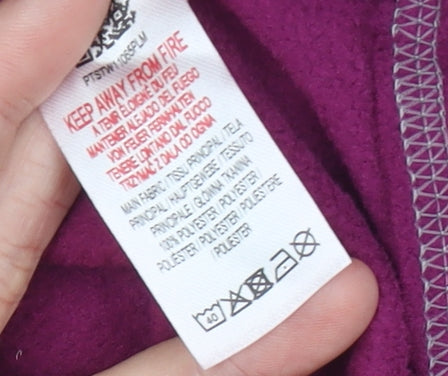 PTSTW1085PLM
KEEP AWAY FROM FIRE
A TENIR ÉLOIGNÉ DU FEU
MANTENER ALEJADO DEL FUEGO
VON FEUER FERNHALTEN
TENERE LONTANO DAL FUOCO
TRZYMAĆ Z DALA OD OGNIA
MAIN FABRIC / TISSU PRINCIPAL / TELA
PRINCIPAL / HAUPTGEWEBE / TESSUTO
PRINCIPALE / GŁÓWNA TKANINA
100% POLYESTER / POLYESTER /
POLIÉSTER / POLYESTER / POLIESTERE
/ POLIESTER
40